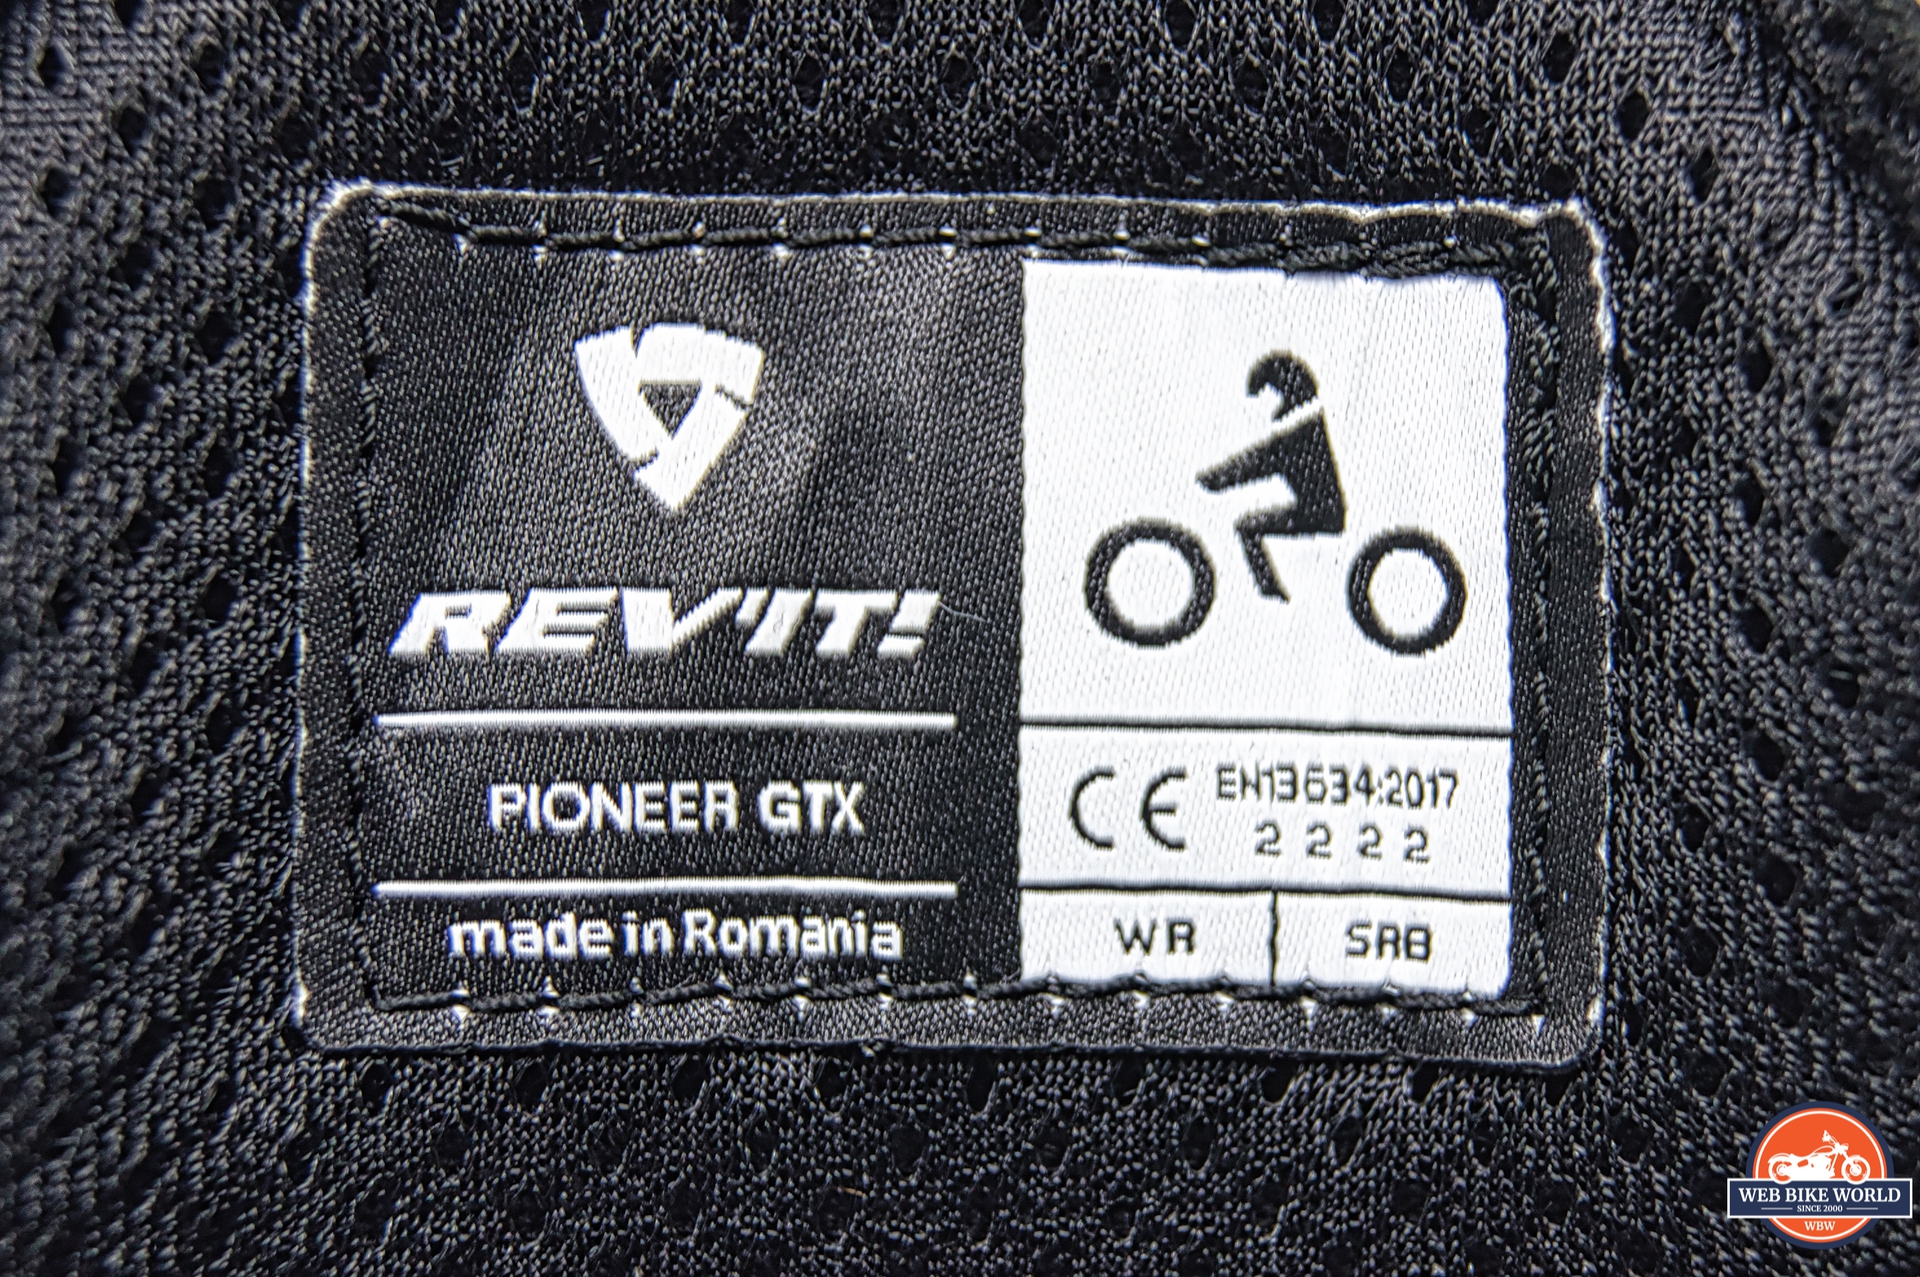 REV'IT!
PIONEER GTX
made in Romania
CE EN13634:2017
2 2 2 2
WR SRB
WEB BIKE WORLD
SINCE 2000
WBW